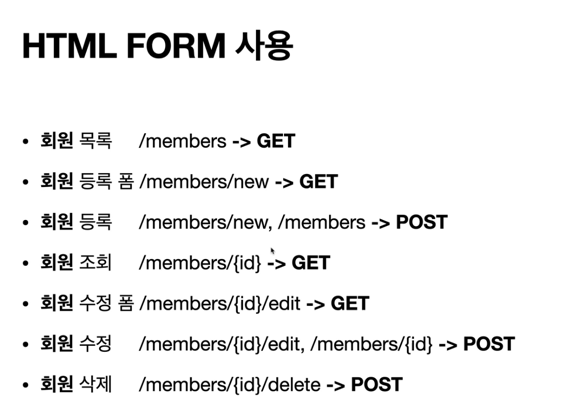 HTML FORM 사용
• 회원 목록 /members -> GET
• 회원 등록 폼 /members/new -> GET
• 회원 등록 /members/new, /members -> POST
• 회원 조회 /members/{id} -> GET
• 회원 수정 폼 /members/{id}/edit -> GET
• 회원 수정 /members/{id}/edit, /members/{id} -> POST
• 회원 삭제 /members/{id}/delete -> POST